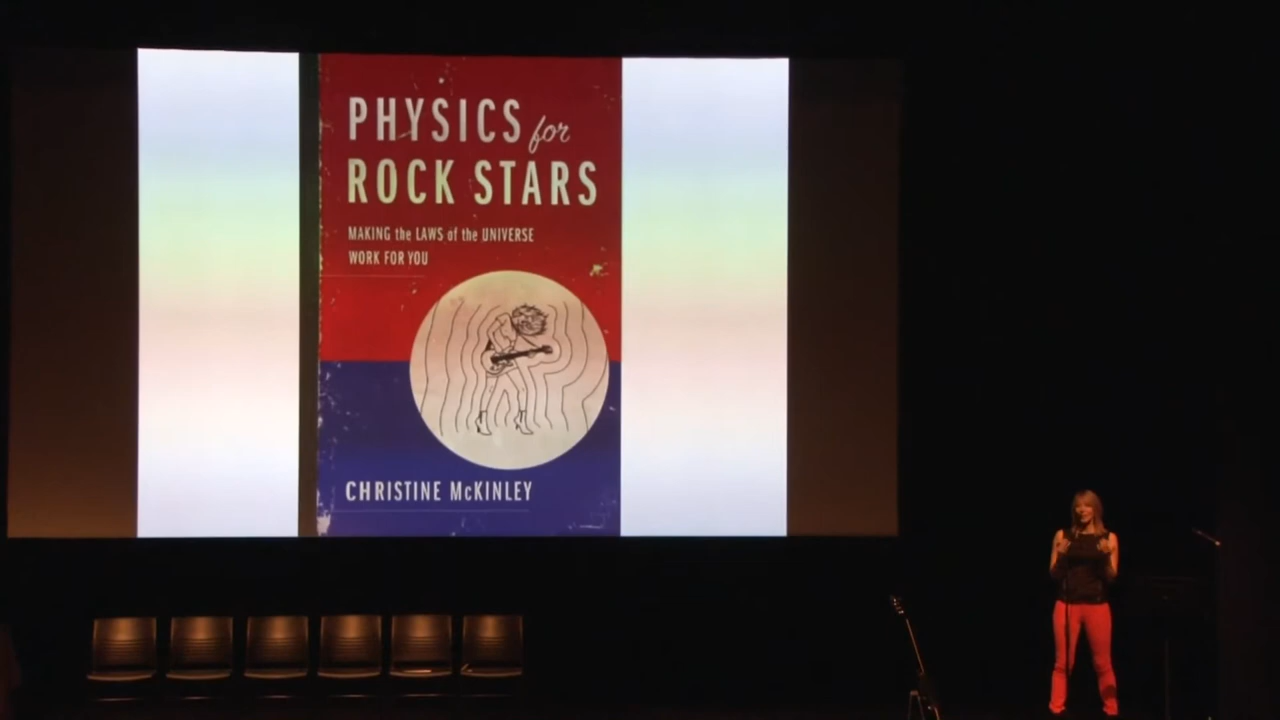 PHYSICS for
ROCK STARS
MAKING the LAWS of the UNIVERSE
WORK FOR YOU
CHRISTINE McKINLEY